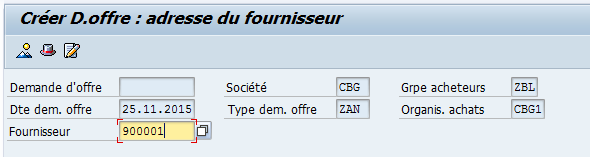 Créer D.offre : adresse du fournisseur
Demande d'offre Société CBG Grpe acheteurs ZBL
Dte dem. offre 25.11.2015 Type dem. offre ZAN Organis. achats CBG1
Fournisseur 900001